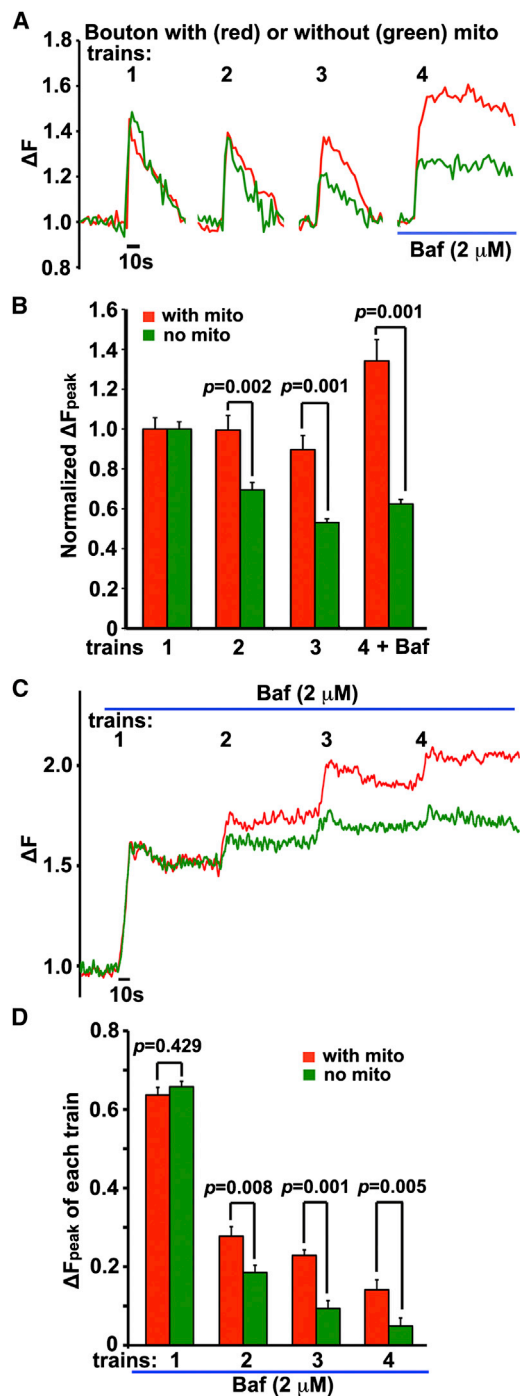 A
Bouton with (red) or without (green) mito
trains:
1 2 3 4
1.8
1.6
1.4
1.2
1.0
0.8
ΔF
10s
Baf (2 μM)
B
1.6
1.4
1.2
1.0
0.8
0.6
0.4
0.2
0
Normalized ΔFpeak
with mito
no mito
p=0.002
p=0.001
p=0.001
trains 1 2 3 4 + Baf
C
Baf (2 μM)
trains:
1 2 3 4
2.0
1.5
1.0
ΔF
10s
D
0.8
0.6
0.4
0.2
0
ΔFpeak of each train
p=0.429
with mito
no mito
p=0.008
p=0.001
p=0.005
trains: 1 2 3 4
Baf (2 μM)